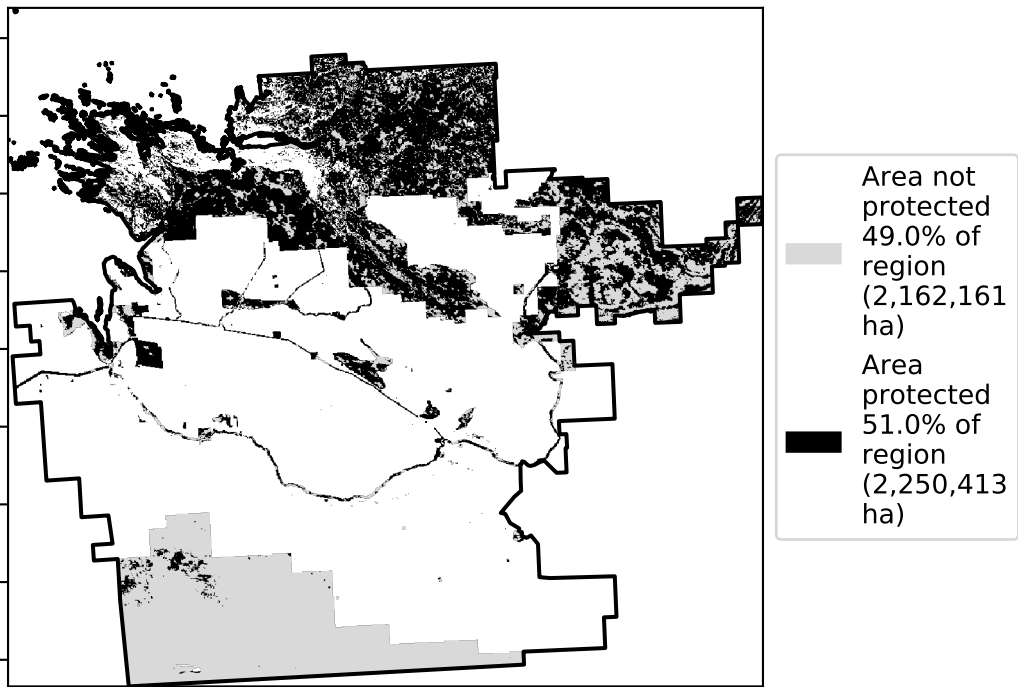 Area not
protected
49.0% of
region
(2,162,161
ha)
Area
protected
51.0% of
region
(2,250,413
ha)